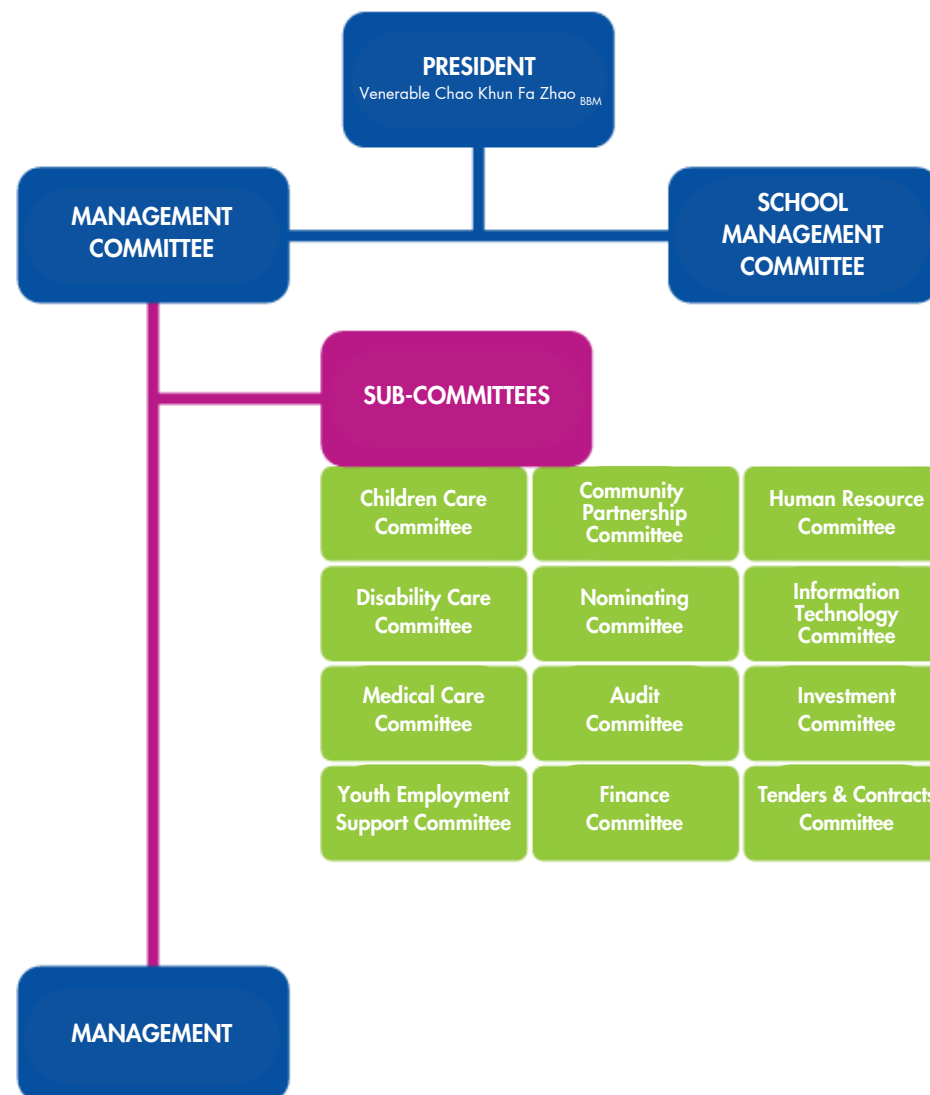 PRESIDENT
Venerable Chao Khun Fa Zhao BBM
MANAGEMENT
COMMITTEE
SCHOOL
MANAGEMENT
COMMITTEE
SUB-COMMITTEES
Children Care
Committee
Community
Partnership
Committee
Human Resource
Committee
Disability Care
Committee
Nominating
Committee
Information
Technology
Committee
Medical Care
Committee
Audit
Committee
Investment
Committee
Youth Employment
Support Committee
Finance
Committee
Tenders & Contracts
Committee
MANAGEMENT